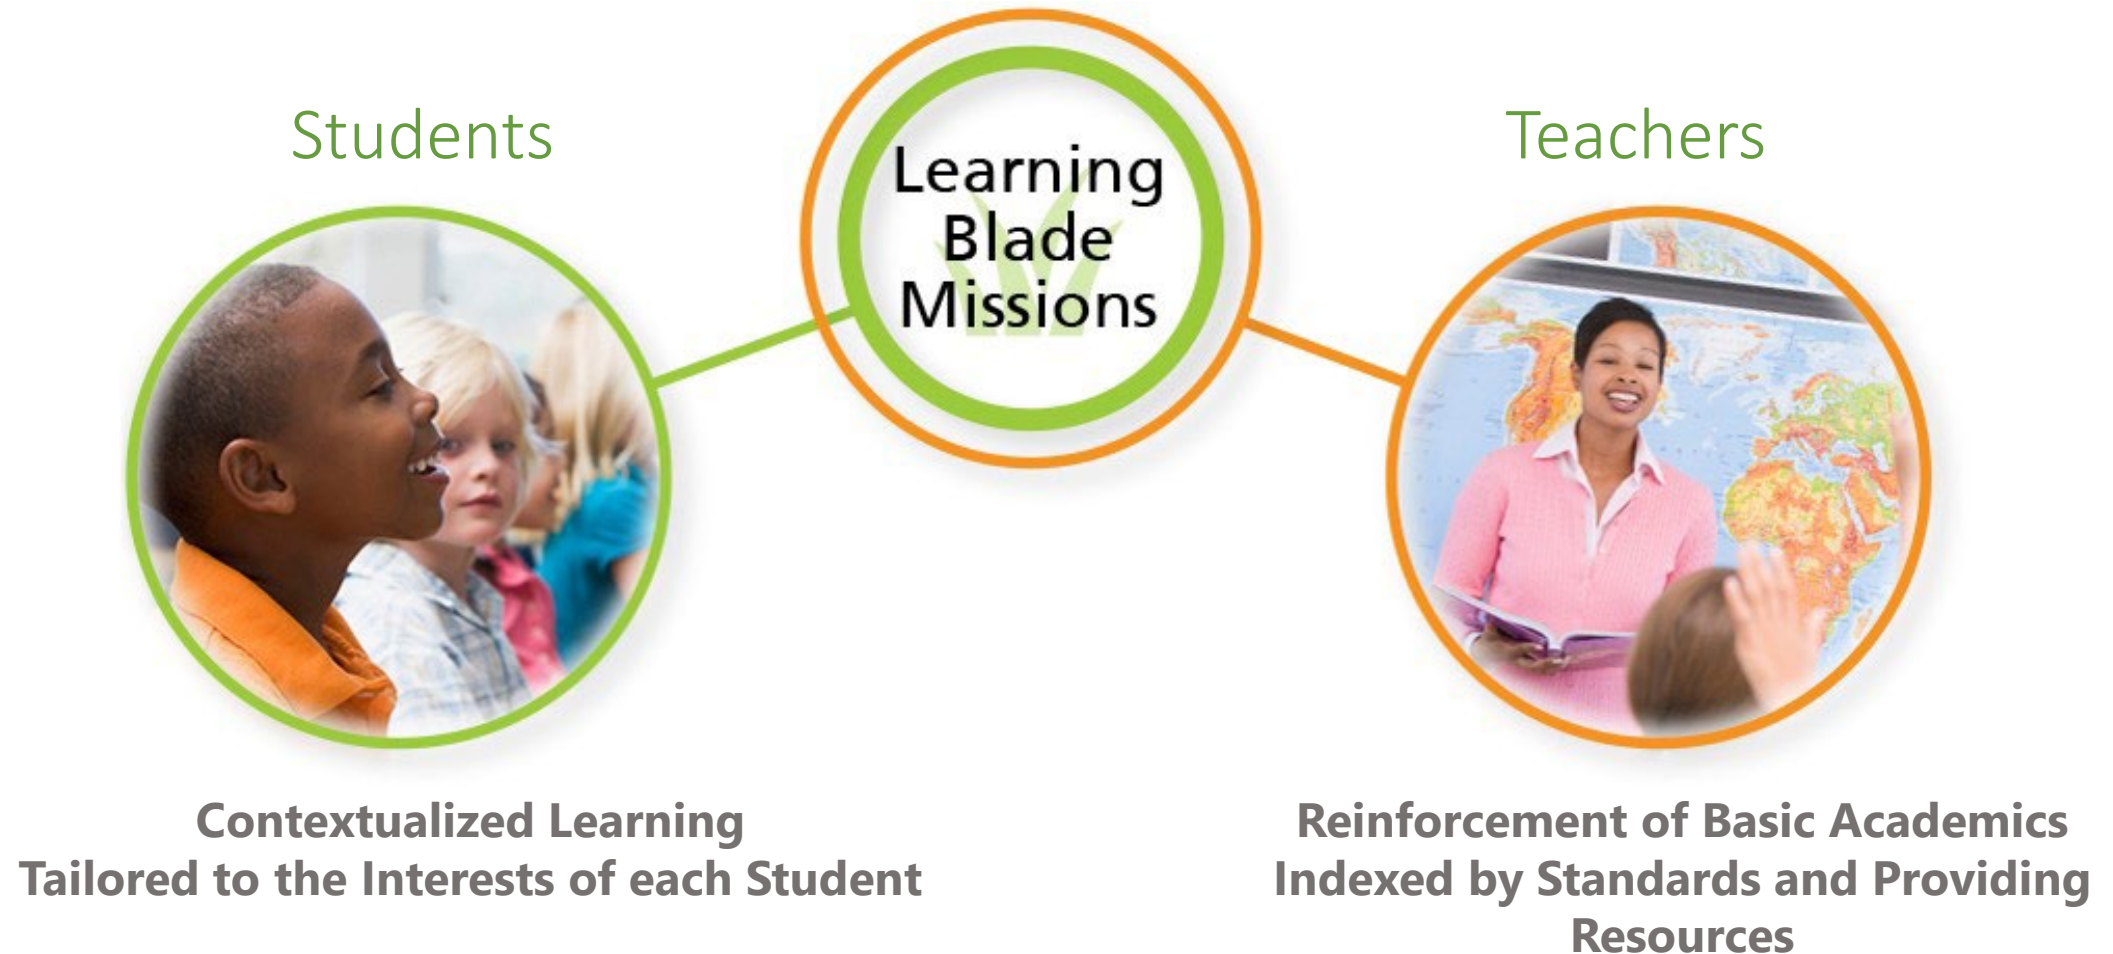 Students
Learning
Blade
Missions
Teachers
Contextualized Learning
Tailored to the Interests of each Student
Reinforcement of Basic Academics
Indexed by Standards and Providing
Resources